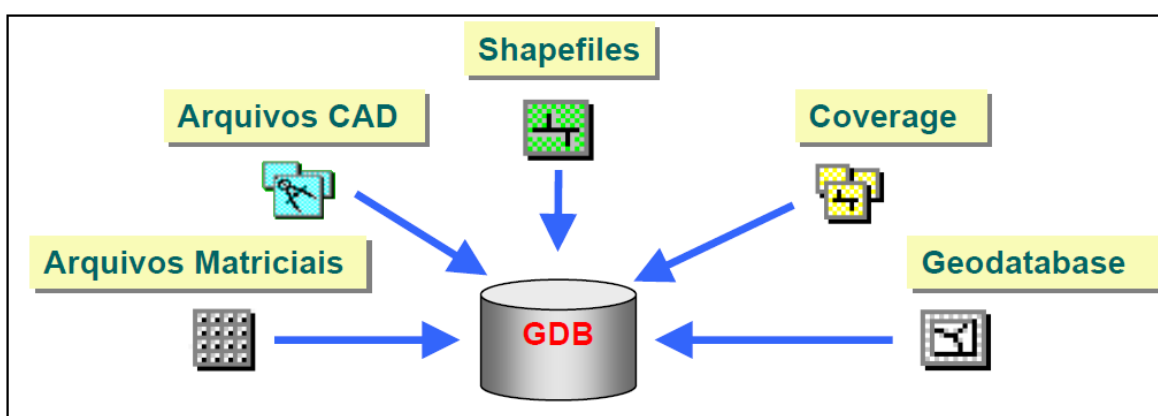 Shapefiles
Arquivos CAD
Coverage
Arquivos Matriciais
Geodatabase
GDB